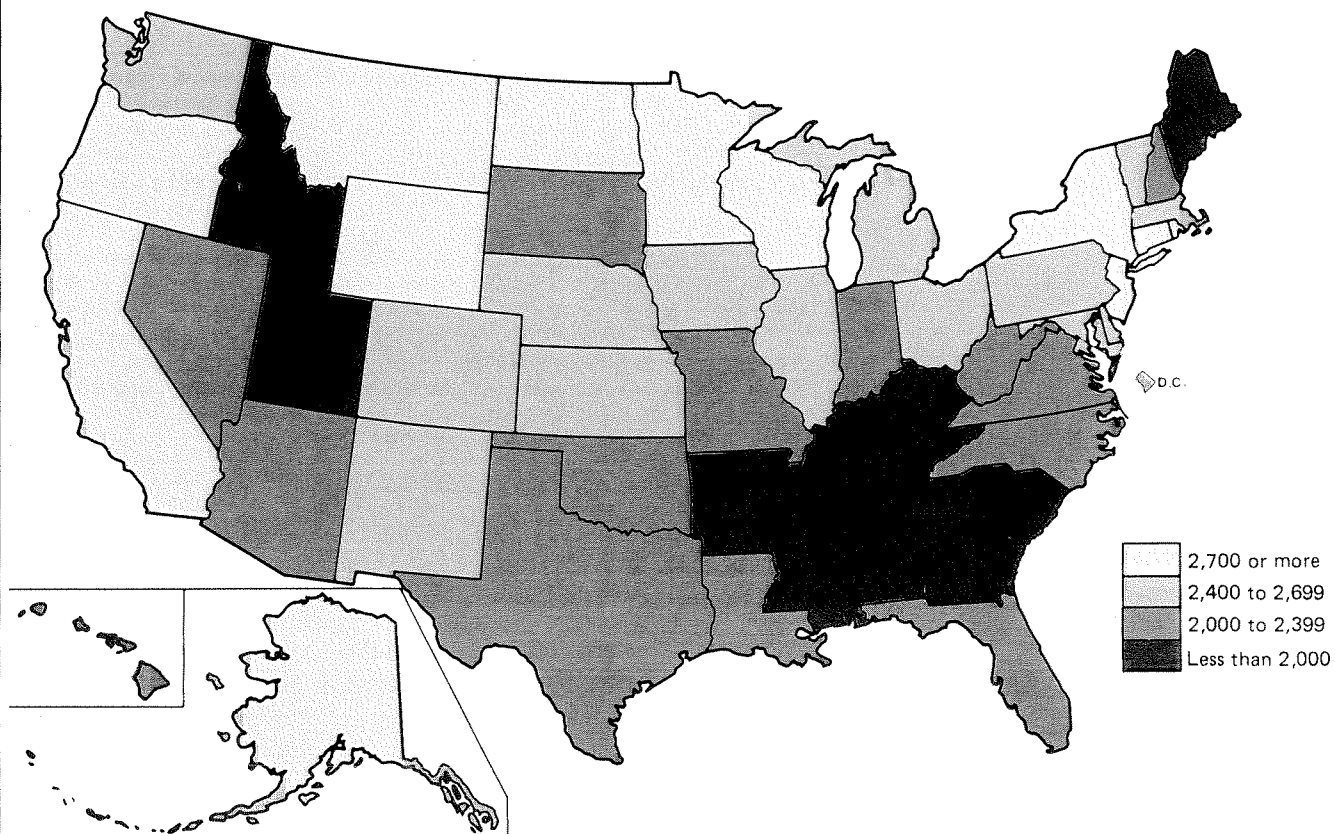 D.C.
2,700 or more
2,400 to 2,699
2,000 to 2,399
Less than 2,000